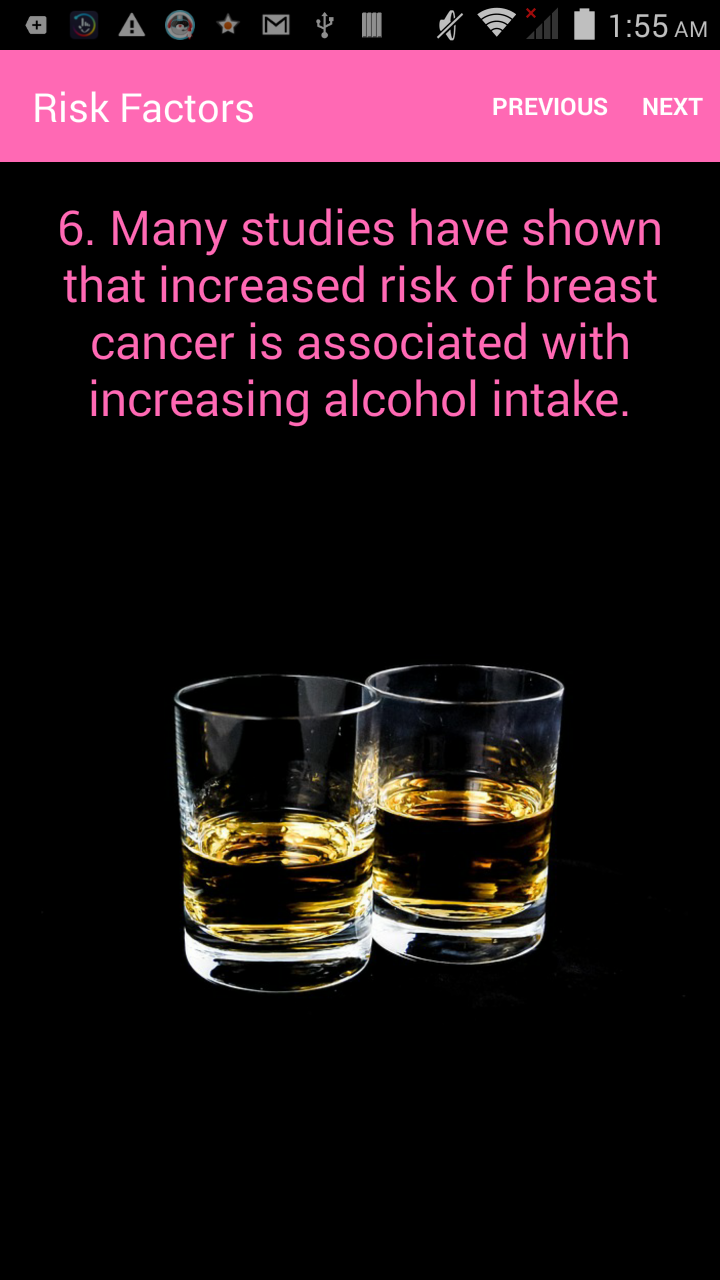 1:55 AM
Risk Factors
PREVIOUS
NEXT
6. Many studies have shown
that increased risk of breast
cancer is associated with
increasing alcohol intake.